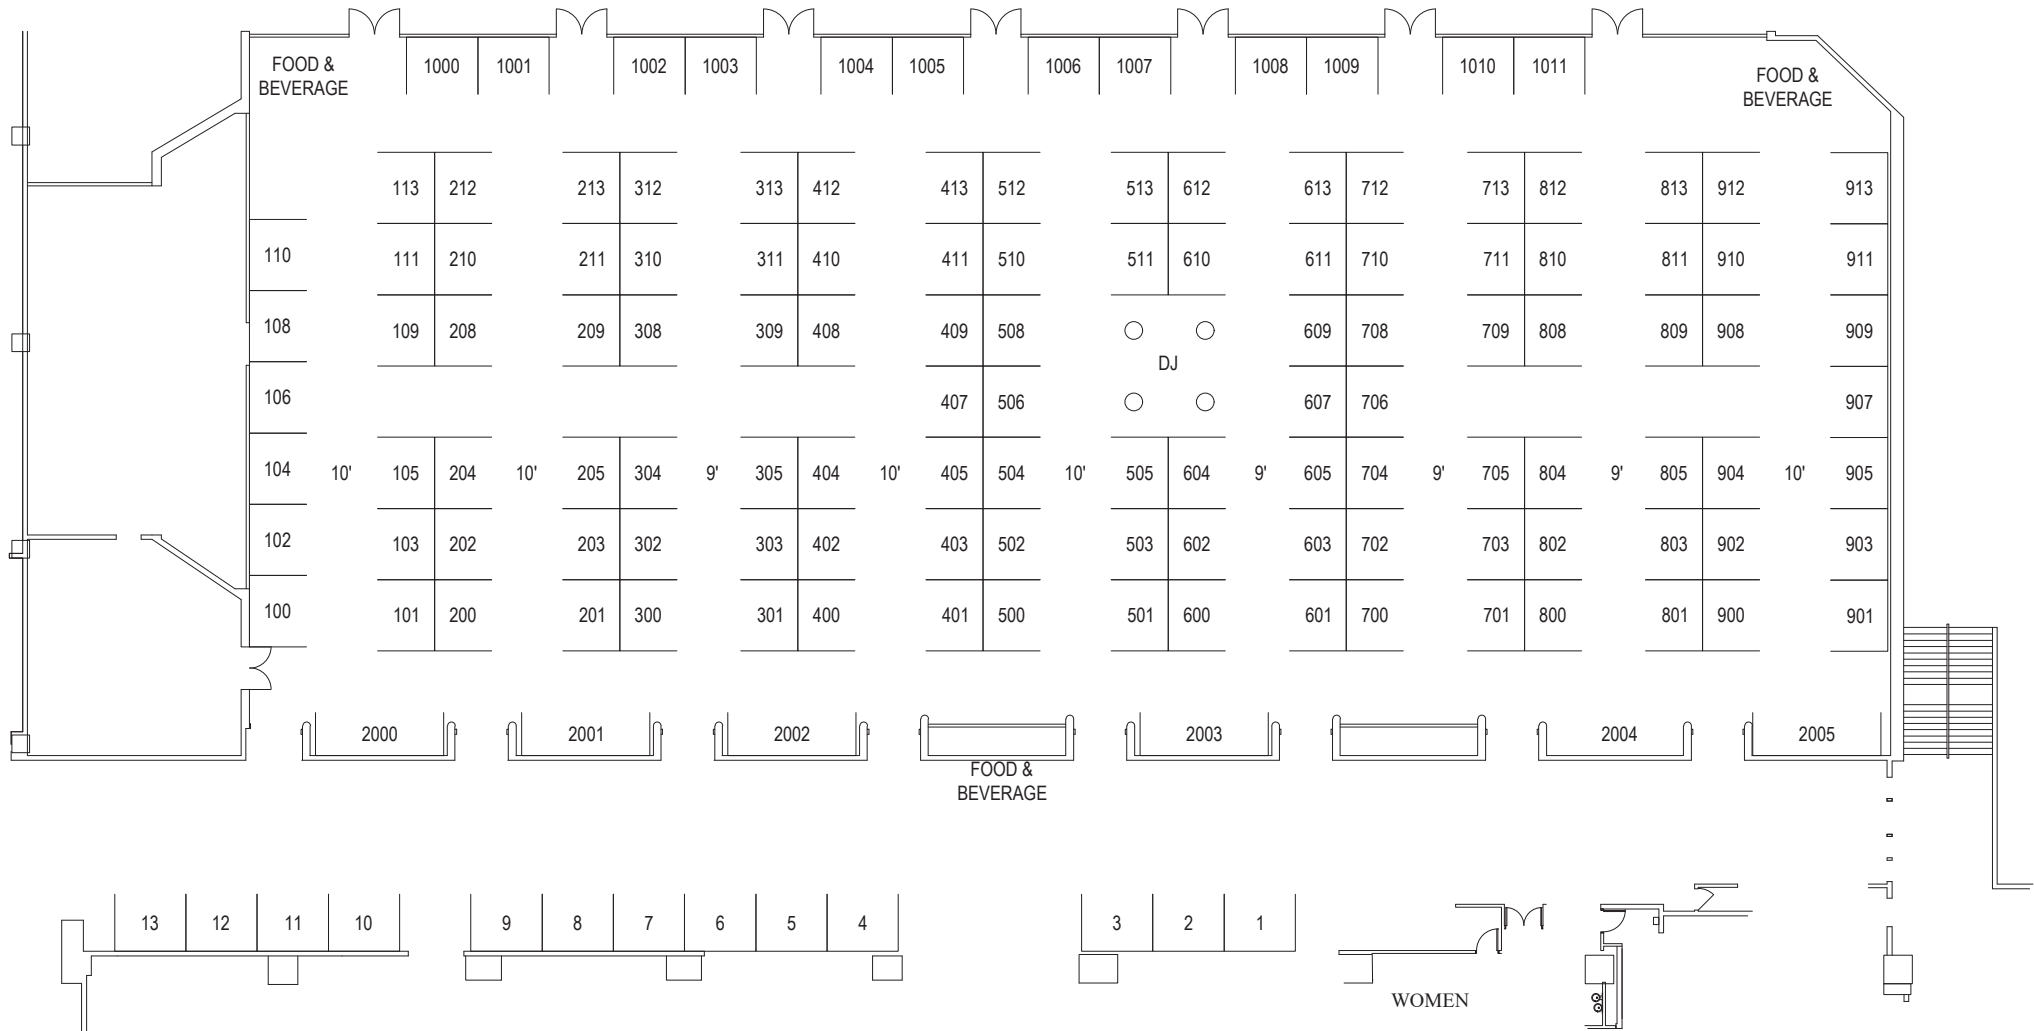 FOOD &
BEVERAGE
1000 1001 1002 1003 1004 1005 1006 1007 1008 1009 1010 1011
FOOD &
BEVERAGE
113 212 213 312 313 412 413 512 513 612 613 712 713 812 813 912 913
110 111 210 211 310 311 410 411 510 511 610 611 710 711 810 811 910 911
108 109 208 209 308 309 408 409 508 609 708 709 808 809 908 909
DJ
106 407 506 607 706 907
104 10' 105 204 10' 205 304 9' 305 404 10' 405 504 10' 505 604 9' 605 704 9' 705 804 9' 805 904 10' 905
102 103 202 203 302 303 402 403 502 503 602 603 702 703 802 803 902 903
100 101 200 201 300 301 400 401 500 501 600 601 700 701 800 801 900 901
2000 2001 2002 2003 2004 2005
FOOD &
BEVERAGE
13 12 11 10 9 8 7 6 5 4 3 2 1
WOMEN